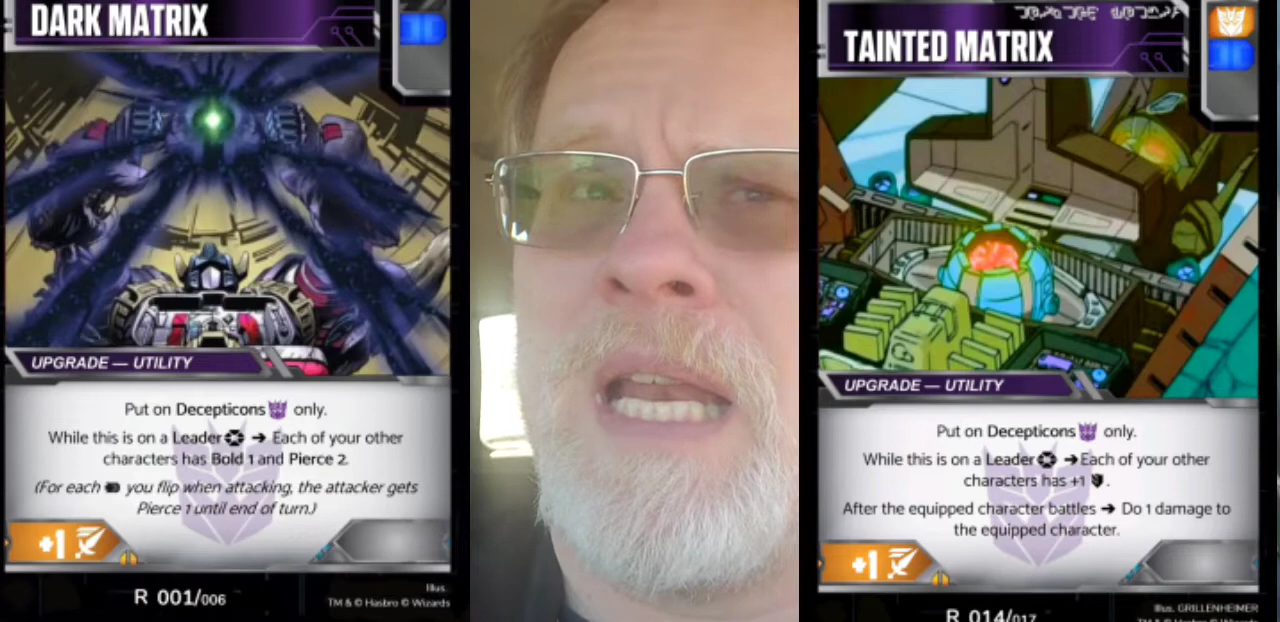 DARK MATRIX
UPGRADE — UTILITY
Put on Decepticons only.
While this is on a Leader → Each of your other
characters has Bold 1 and Pierce 2.
(For each you flip when attacking, the attacker gets
Pierce 1 until end of turn.)
+1
R 001/006
Illus.
TM & © Hasbro © Wizards
TAINTED MATRIX
UPGRADE — UTILITY
Put on Decepticons only.
While this is on a Leader → Each of your other
characters has +1 .
After the equipped character battles → Do 1 damage to
the equipped character.
+1
R 014/017
Illus. GRILLENHEIMER
TM & © Hasbro © Wizards